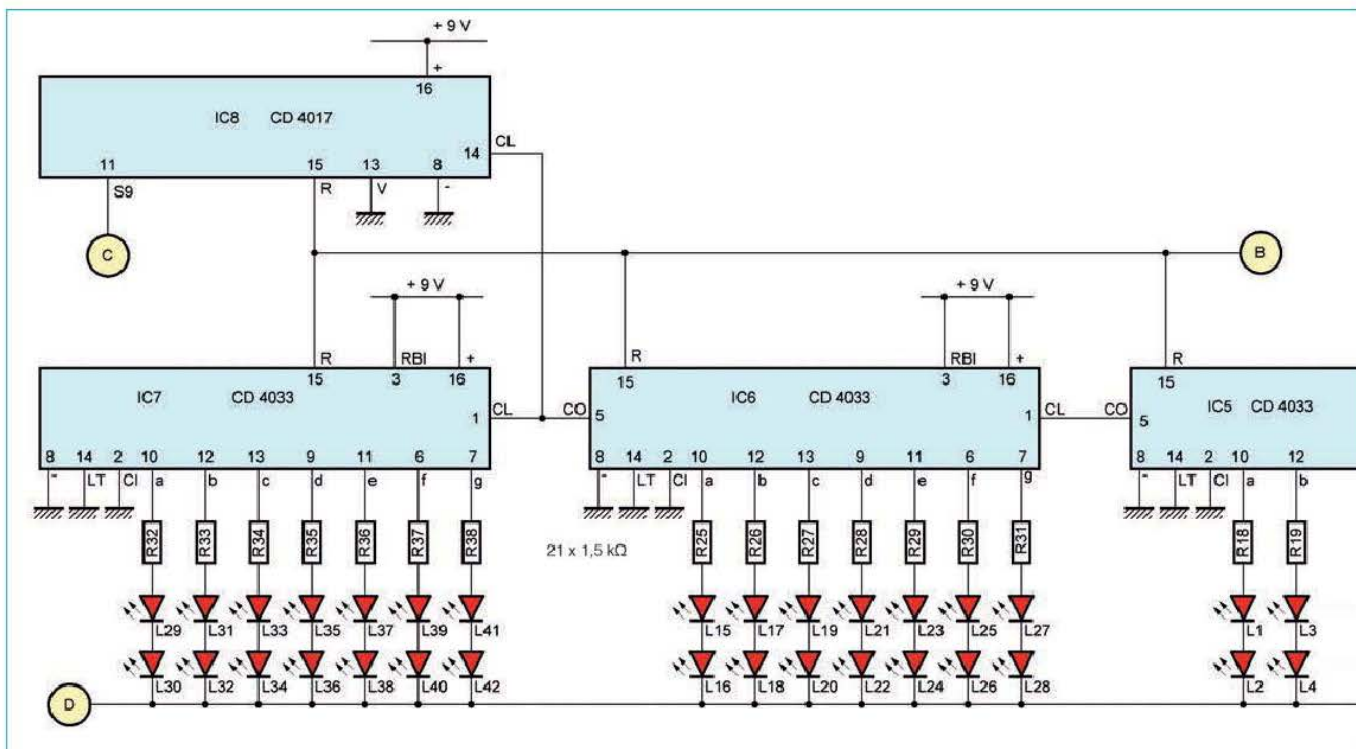 + 9 V
+
16
IC8 CD 4017
CL
14
11 15 13 8
S9 R V -
C
B
+ 9 V + 9 V
R RBI + R RBI + R
15 3 16 15 3 16 15
IC7 CD 4033 IC6 CD 4033 IC5 CD 4033
1 CL CO 5 1 CL CO 5
8 14 2 10 12 13 9 11 6 7 8 14 2 10 12 13 9 11 6 7 8 14 2 10 12
- LT CI a b c d e f g - LT CI a b c d e f g - LT CI a b
R32 R33 R34 R35 R36 R37 R38 21 x 1,5 kΩ R25 R26 R27 R28 R29 R30 R31 R18 R19
L29 L31 L33 L35 L37 L39 L41 L15 L17 L19 L21 L23 L25 L27 L1 L3
L30 L32 L34 L36 L38 L40 L42 L16 L18 L20 L22 L24 L26 L28 L2 L4
D